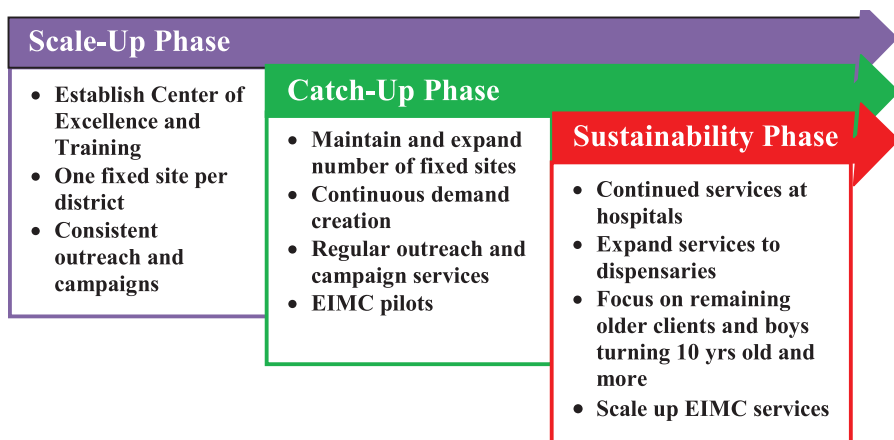 Scale-Up Phase
• Establish Center of
Excellence and
Training
• One fixed site per
district
• Consistent
outreach and
campaigns
Catch-Up Phase
• Maintain and expand
number of fixed sites
• Continuous demand
creation
• Regular outreach and
campaign services
• EIMC pilots
Sustainability Phase
• Continued services at
hospitals
• Expand services to
dispensaries
• Focus on remaining
older clients and boys
turning 10 yrs old and
more
• Scale up EIMC services